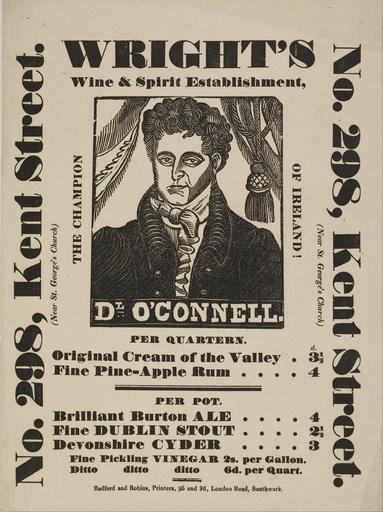 WRIGHT'S
Wine & Spirit Establishment,
No. 298, Kent Street.
(Near St. George's Church)
THE CHAMPION
OF IRELAND!
(Near St. George's Church)
No. 298, Kent Street.
DL. O'CONNELL.
PER QUARTERN.
d.
Original Cream of the Valley . 3½
Fine Pine-Apple Rum . . . . 4
PER POT.
Brilliant Burton ALE . . . . 4
Fine DUBLIN STOUT . . . . 2½
Devonshire CYDER . . . . 3
Fine Pickling VINEGAR 2s. per Gallon.
Ditto ditto ditto 6d. per Quart.
Redford and Robins, Printers, 95 and 96, London Road, Southwark.